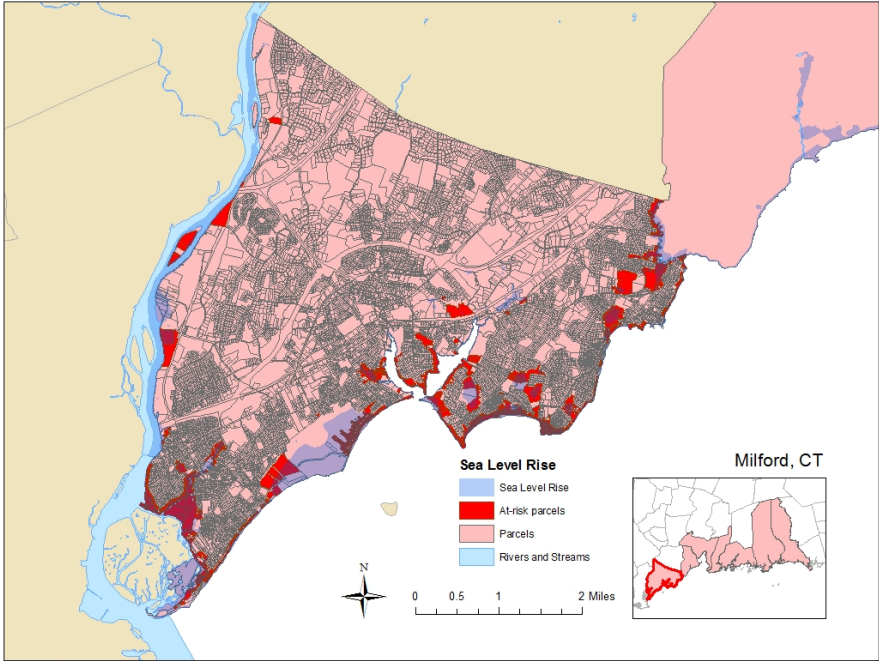 Sea Level Rise
Sea Level Rise
At-risk parcels
Parcels
Rivers and Streams
N
0 0.5 1 2 Miles
Milford, CT